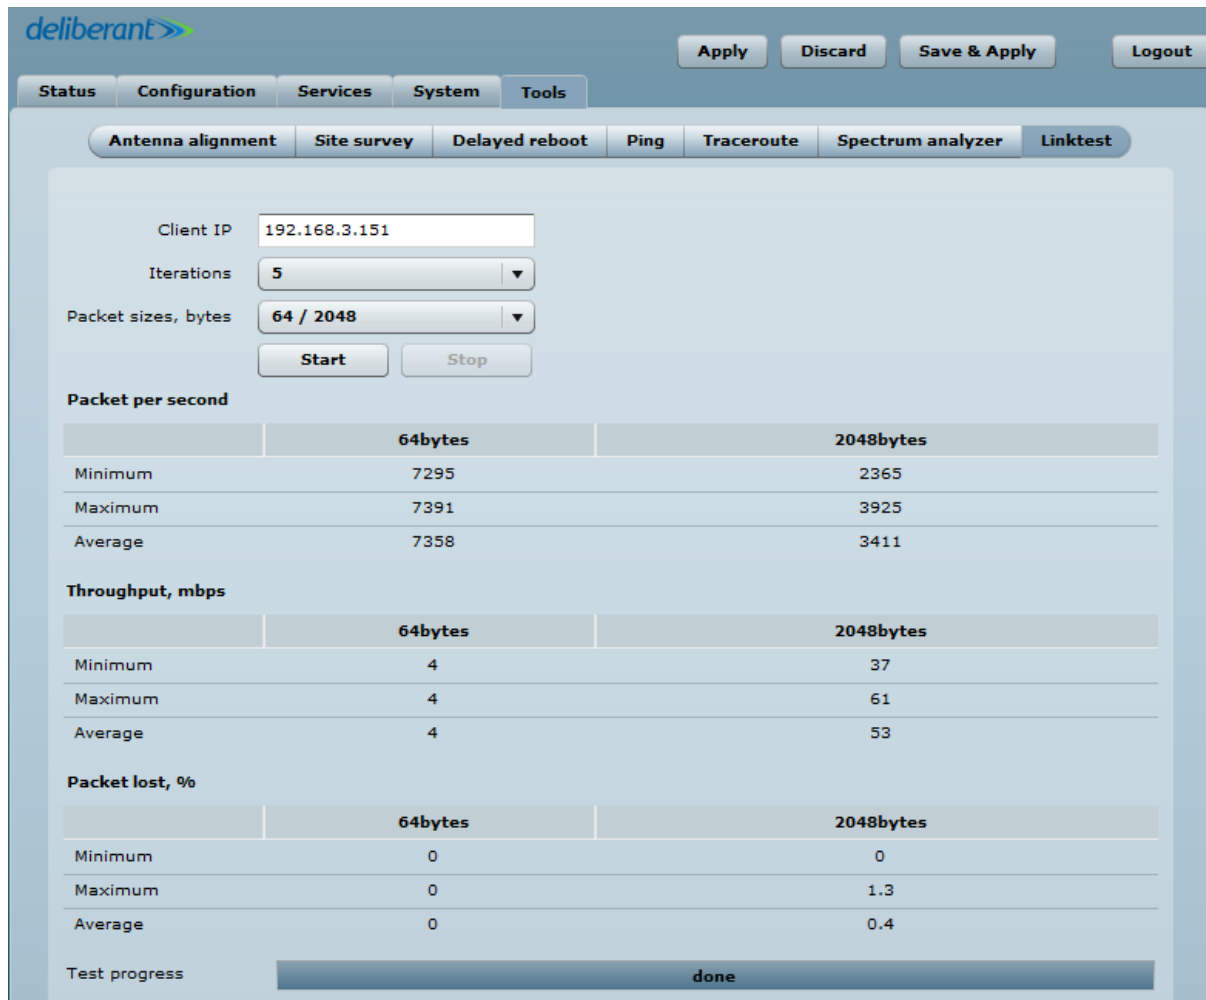 deliberant
Apply Discard Save & Apply Logout
Status Configuration Services System Tools
Antenna alignment Site survey Delayed reboot Ping Traceroute Spectrum analyzer Linktest
Client IP 192.168.3.151
Iterations 5
Packet sizes, bytes 64 / 2048
Start Stop
Packet per second
64bytes 2048bytes
Minimum 7295 2365
Maximum 7391 3925
Average 7358 3411
Throughput, mbps
64bytes 2048bytes
Minimum 4 37
Maximum 4 61
Average 4 53
Packet lost, %
64bytes 2048bytes
Minimum 0 0
Maximum 0 1.3
Average 0 0.4
Test progress done